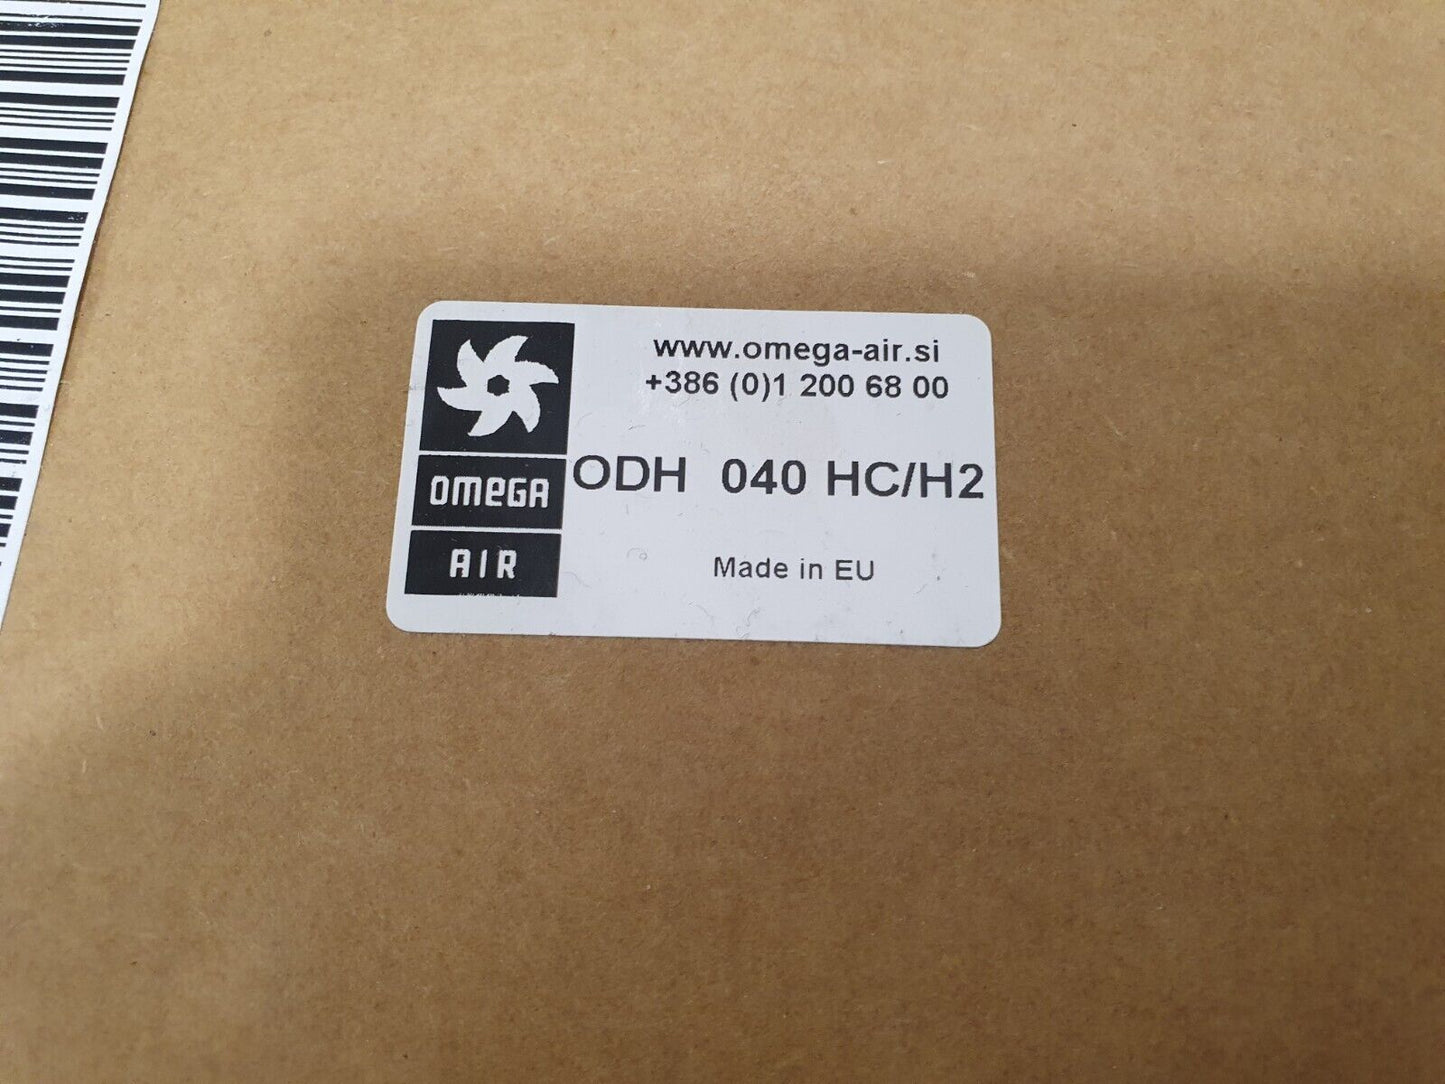 www.omega-air.si
+386 (0)1 200 68 00
OMEGA
AIR
ODH 040 HC/H2
Made in EU